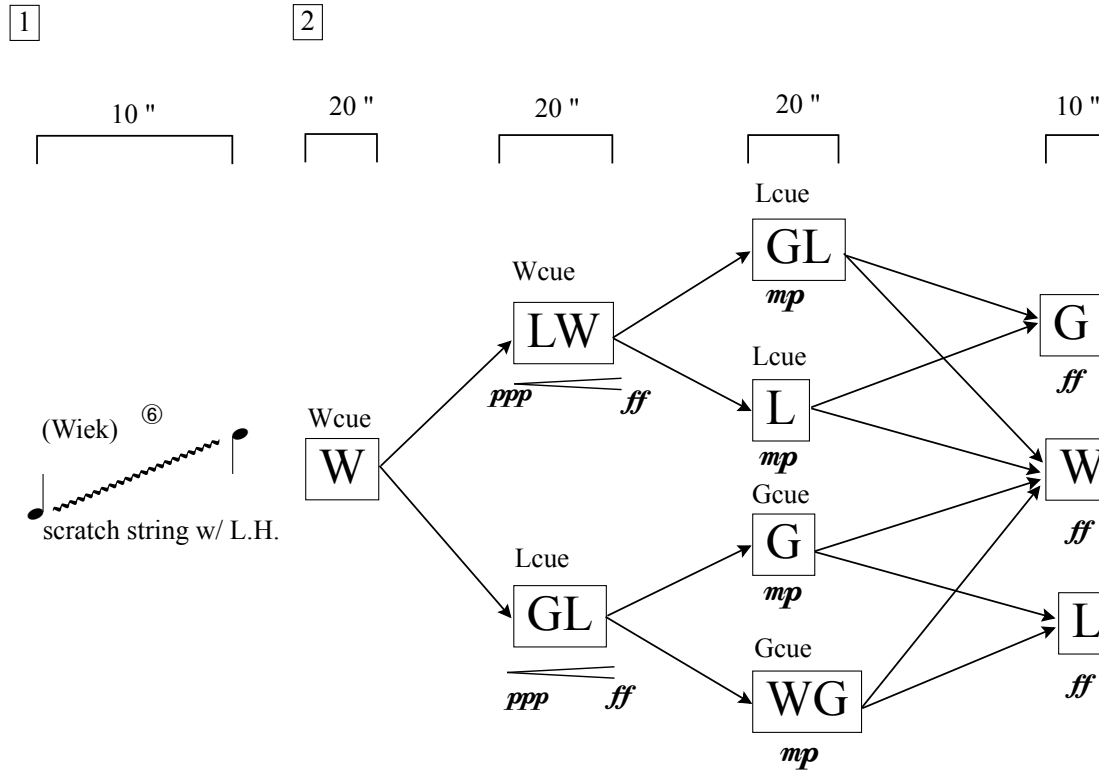 1
2
10 "
20 "
20 "
20 "
10 "
Lcue
GL
mp
Wcue
LW
ppp
ff
Lcue
L
mp
G
ff
(Wiek)
⑥
scratch string w/ L.H.
Wcue
W
Gcue
G
mp
W
ff
Lcue
GL
ppp
ff
Gcue
WG
mp
L
ff